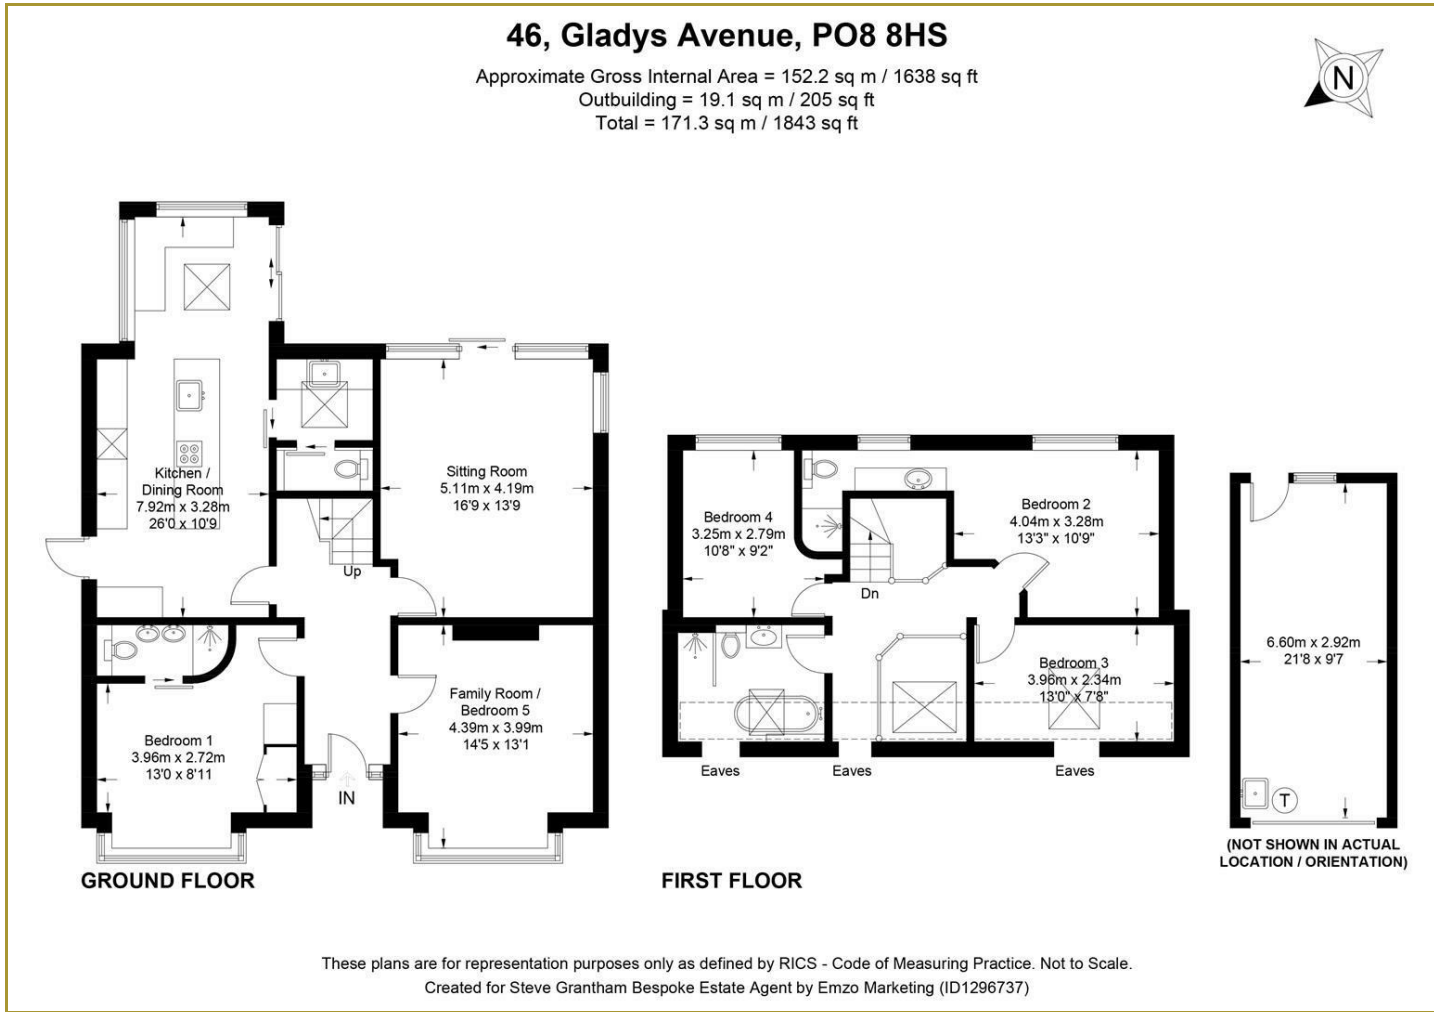 46, Gladys Avenue, PO8 8HS
Approximate Gross Internal Area = 152.2 sq m / 1638 sq ft
Outbuilding = 19.1 sq m / 205 sq ft
Total = 171.3 sq m / 1843 sq ft
N
Kitchen /
Dining Room
7.92m x 3.28m
26'0 x 10'9
Sitting Room
5.11m x 4.19m
16'9 x 13'9
Up
Bedroom 1
3.96m x 2.72m
13'0 x 8'11
Family Room /
Bedroom 5
4.39m x 3.99m
14'5 x 13'1
IN
GROUND FLOOR
Bedroom 4
3.25m x 2.79m
10'8" x 9'2"
Bedroom 2
4.04m x 3.28m
13'3" x 10'9"
Dn
Bedroom 3
3.96m x 2.34m
13'0" x 7'8"
Eaves
Eaves
Eaves
FIRST FLOOR
6.60m x 2.92m
21'8 x 9'7
T
(NOT SHOWN IN ACTUAL
LOCATION / ORIENTATION)
These plans are for representation purposes only as defined by RICS - Code of Measuring Practice. Not to Scale.
Created for Steve Grantham Bespoke Estate Agent by Emzo Marketing (ID1296737)